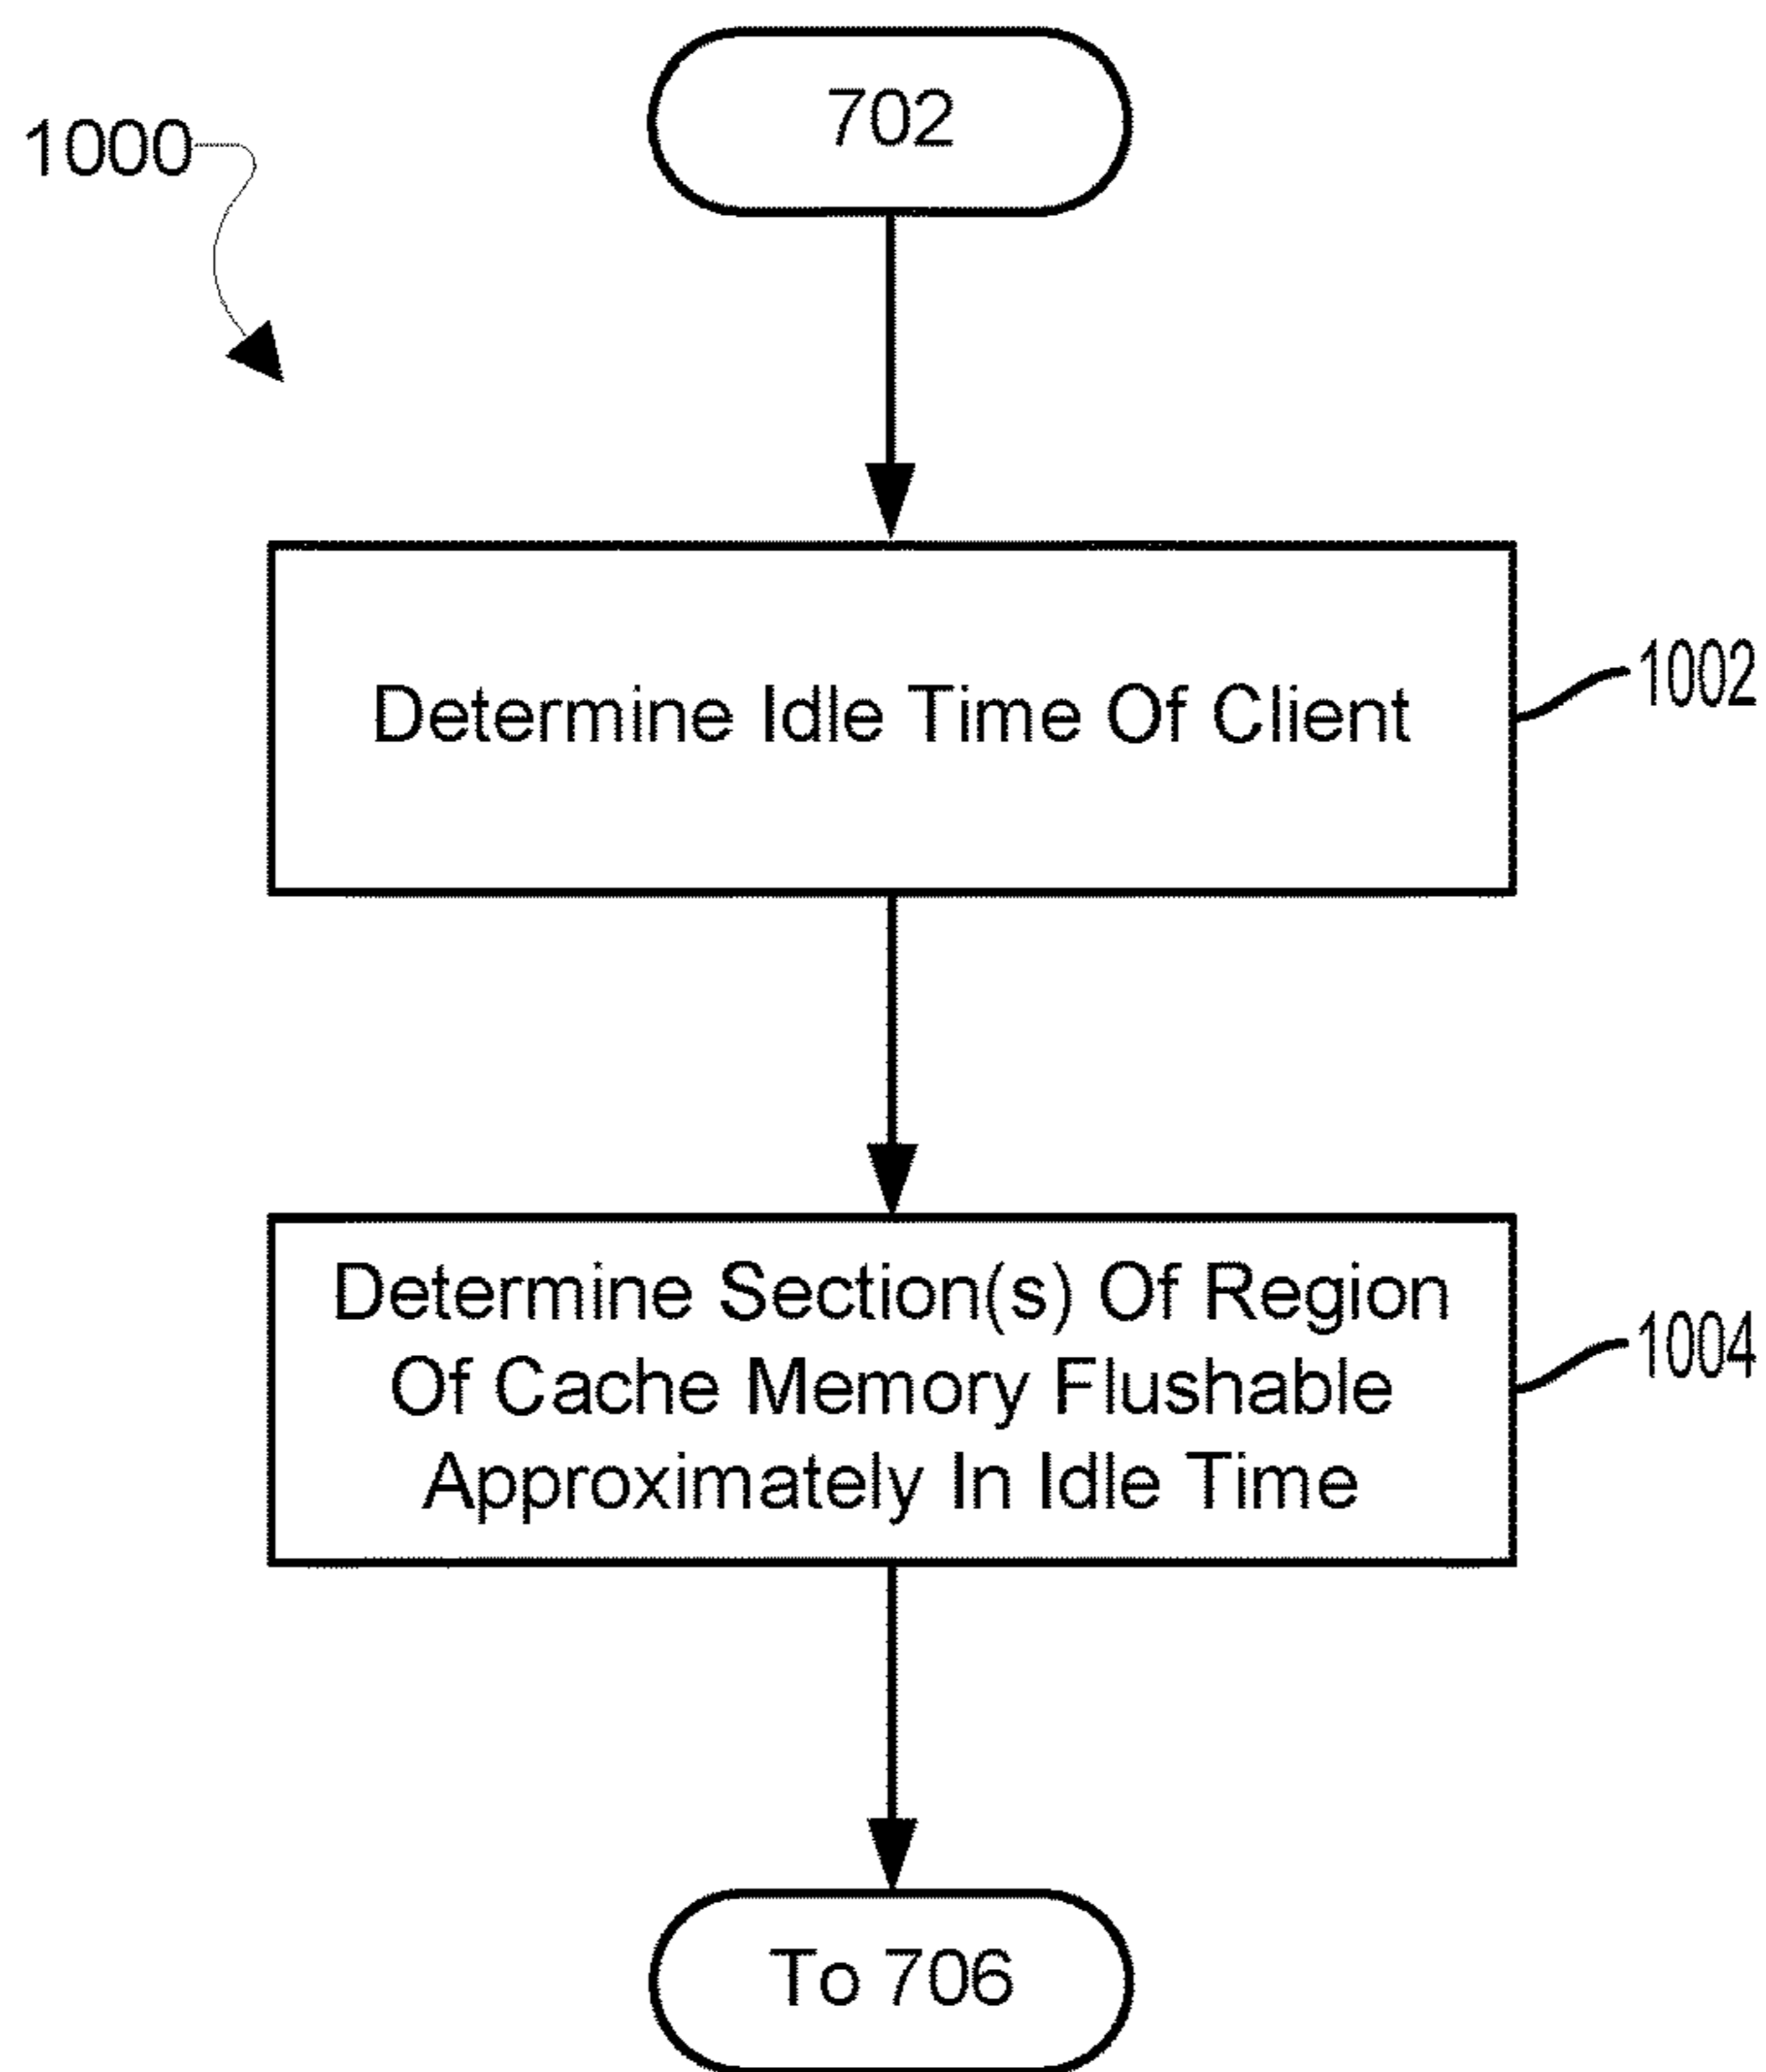 702
1000
Determine Idle Time Of Client
1002
Determine Section(s) Of Region
Of Cache Memory Flushable
Approximately In Idle Time
1004
To 706